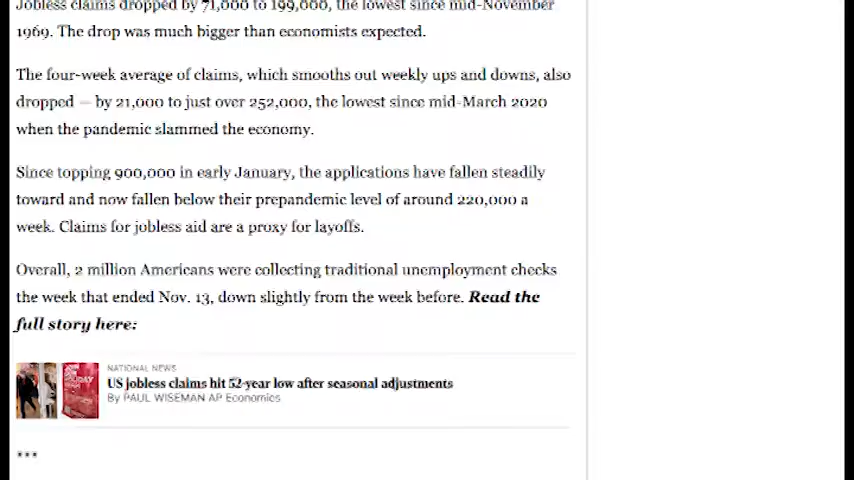 Jobless claims dropped by 71,000 to 199,000, the lowest since mid-November
1969. The drop was much bigger than economists expected.
The four-week average of claims, which smooths out weekly ups and downs, also
dropped — by 21,000 to just over 252,000, the lowest since mid-March 2020
when the pandemic slammed the economy.
Since topping 900,000 in early January, the applications have fallen steadily
toward and now fallen below their prepandemic level of around 220,000 a
week. Claims for jobless aid are a proxy for layoffs.
Overall, 2 million Americans were collecting traditional unemployment checks
the week that ended Nov. 13, down slightly from the week before. Read the
full story here:
NATIONAL NEWS
US jobless claims hit 52-year low after seasonal adjustments
By PAUL WISEMAN AP Economics
***